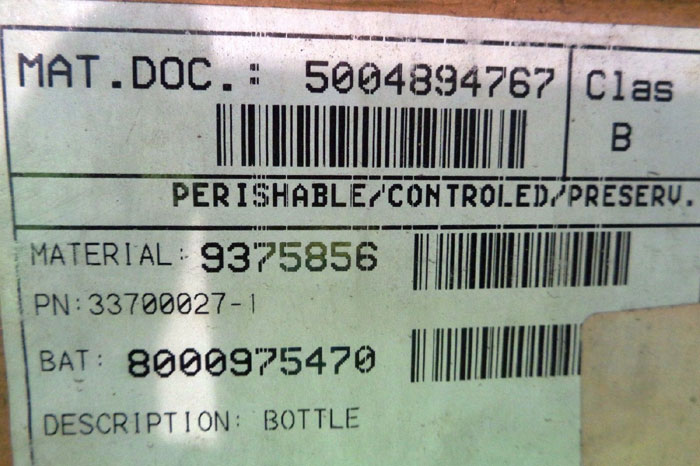 MAT.DOC.: 5004894767 Clas
B
PERISHABLE/CONTROLED/PRESERV.
MATERIAL: 9375856
PN:33700027-1
BAT: 8000975470
DESCRIPTION: BOTTLE